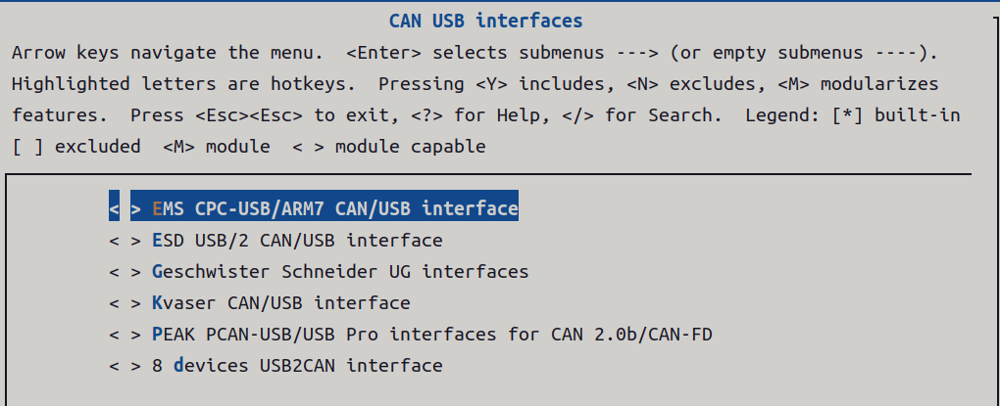 CAN USB interfaces
Arrow keys navigate the menu.  <Enter> selects submenus ---> (or empty submenus ----).
Highlighted letters are hotkeys.  Pressing <Y> includes, <N> excludes, <M> modularizes
features.  Press <Esc><Esc> to exit, <?> for Help, </> for Search.  Legend: [*] built-in
[ ] excluded  <M> module  < > module capable
< > EMS CPC-USB/ARM7 CAN/USB interface
< > ESD USB/2 CAN/USB interface
< > Geschwister Schneider UG interfaces
< > Kvaser CAN/USB interface
< > PEAK PCAN-USB/USB Pro interfaces for CAN 2.0b/CAN-FD
< > 8 devices USB2CAN interface